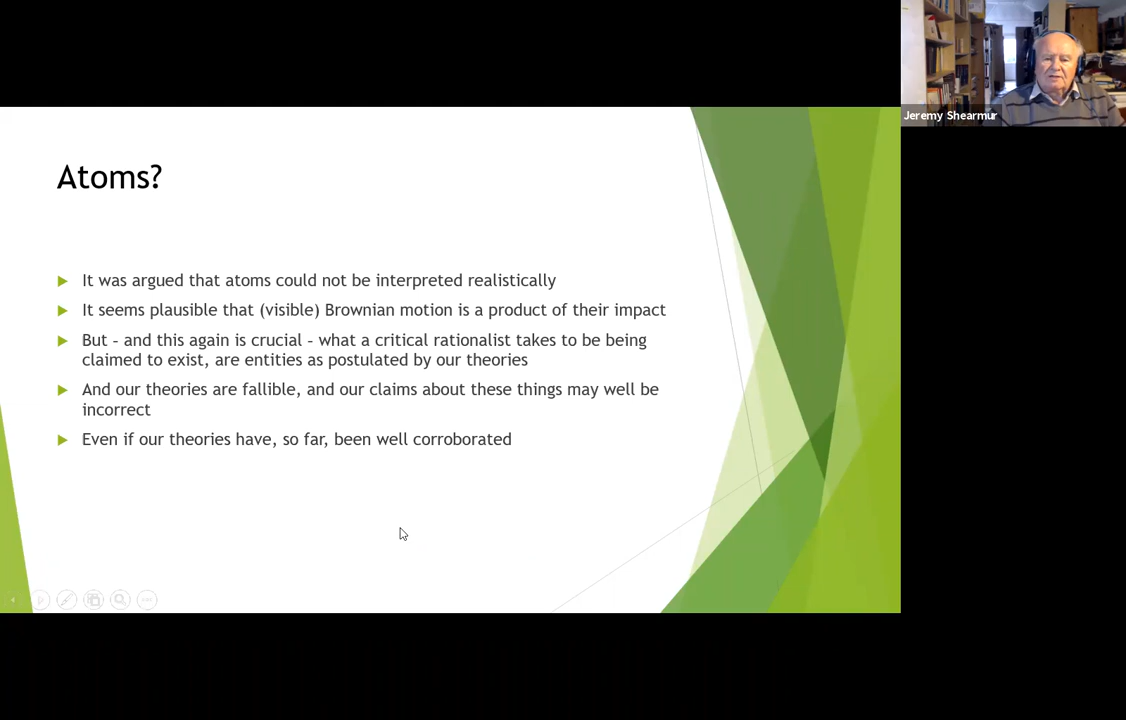 Jeremy Shearmur
Atoms?
It was argued that atoms could not be interpreted realistically
It seems plausible that (visible) Brownian motion is a product of their impact
But – and this again is crucial – what a critical rationalist takes to be being
claimed to exist, are entities as postulated by our theories
And our theories are fallible, and our claims about these things may well be
incorrect
Even if our theories have, so far, been well corroborated